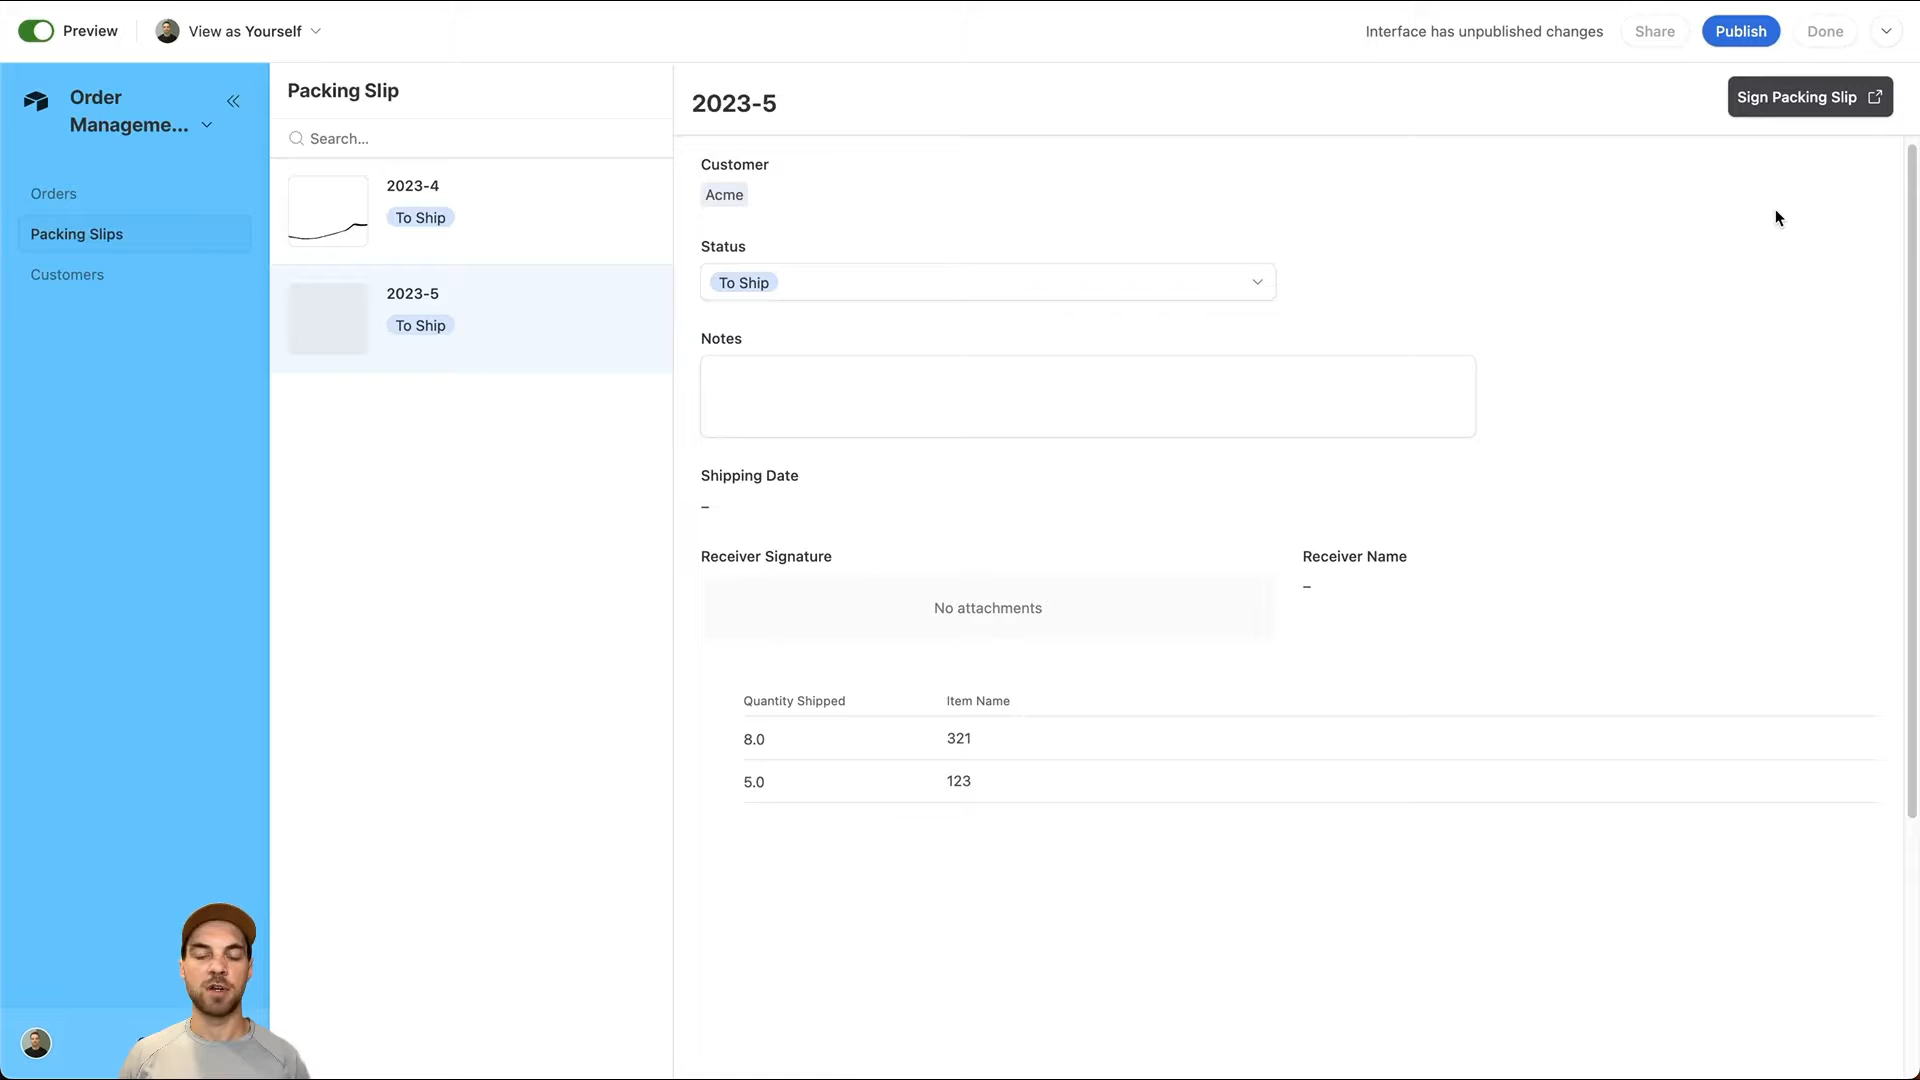 Preview
View as Yourself
Interface has unpublished changes
Share
Publish
Done
Order
Manageme...
Orders
Packing Slips
Customers
Packing Slip
Search...
2023-4
To Ship
2023-5
To Ship
2023-5
Sign Packing Slip
Customer
Acme
Status
To Ship
Notes
Shipping Date
–
Receiver Signature
Receiver Name
No attachments
–
Quantity Shipped Item Name
8.0 321
5.0 123